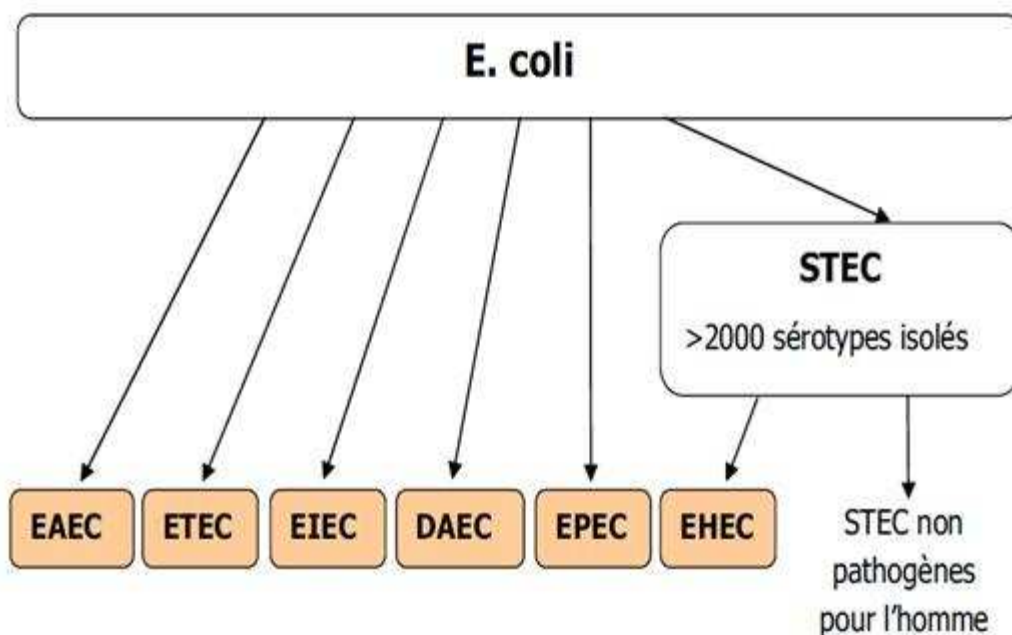 E. coli
STEC
>2000 sérotypes isolés
EAEC
ETEC
EIEC
DAEC
EPEC
EHEC
STEC non
pathogènes
pour l'homme